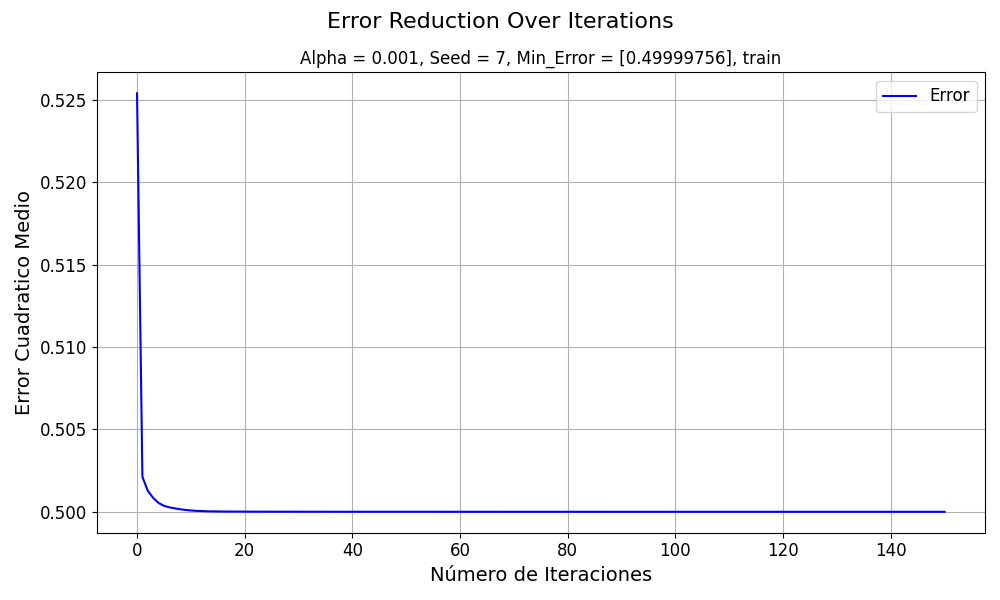 Error Reduction Over Iterations
Alpha = 0.001, Seed = 7, Min_Error = [0.49999756], train
Error
0.525
0.520
0.515
0.510
0.505
0.500
Error Cuadratico Medio
0 20 40 60 80 100 120 140
Número de Iteraciones